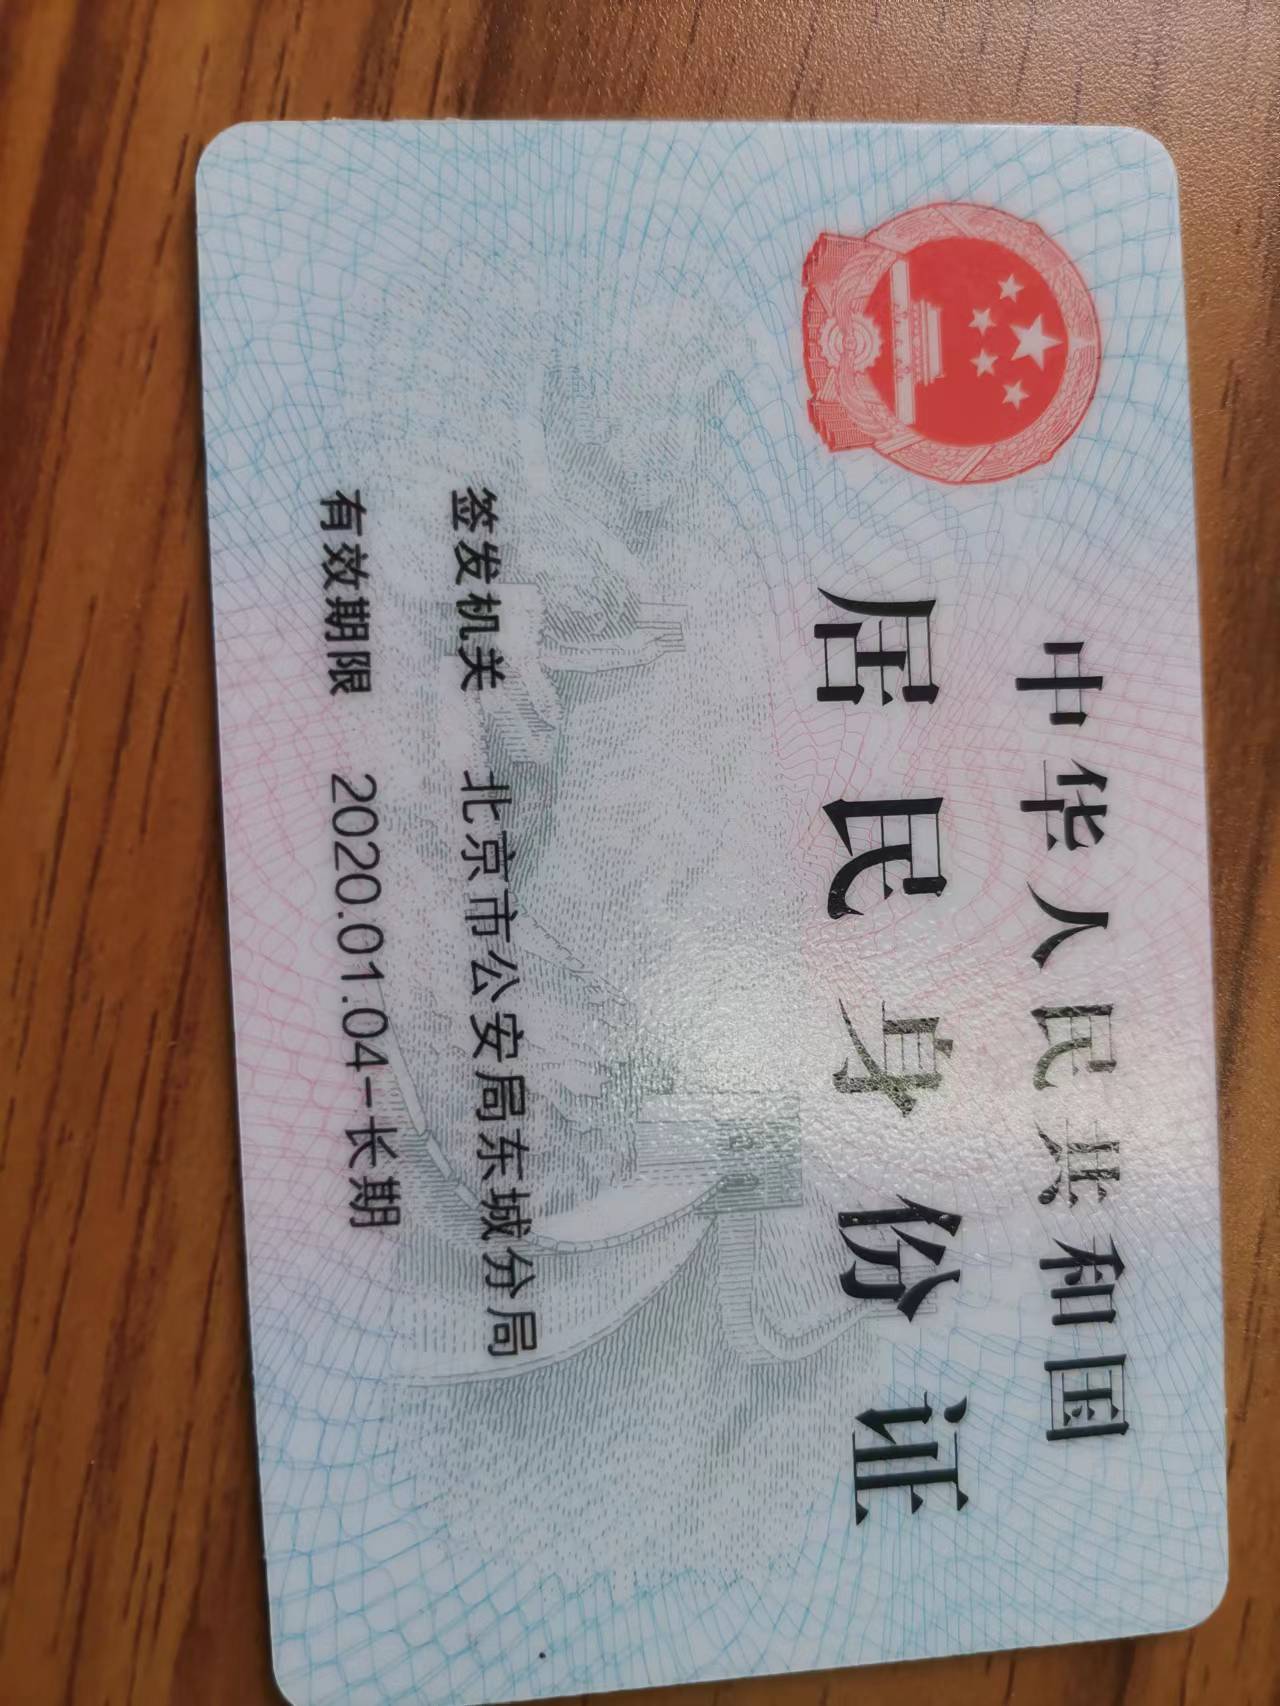 中华人民共和国
居民身份证
签发机关 北京市公安局东城分局
有效期限 2020.01.04-长期